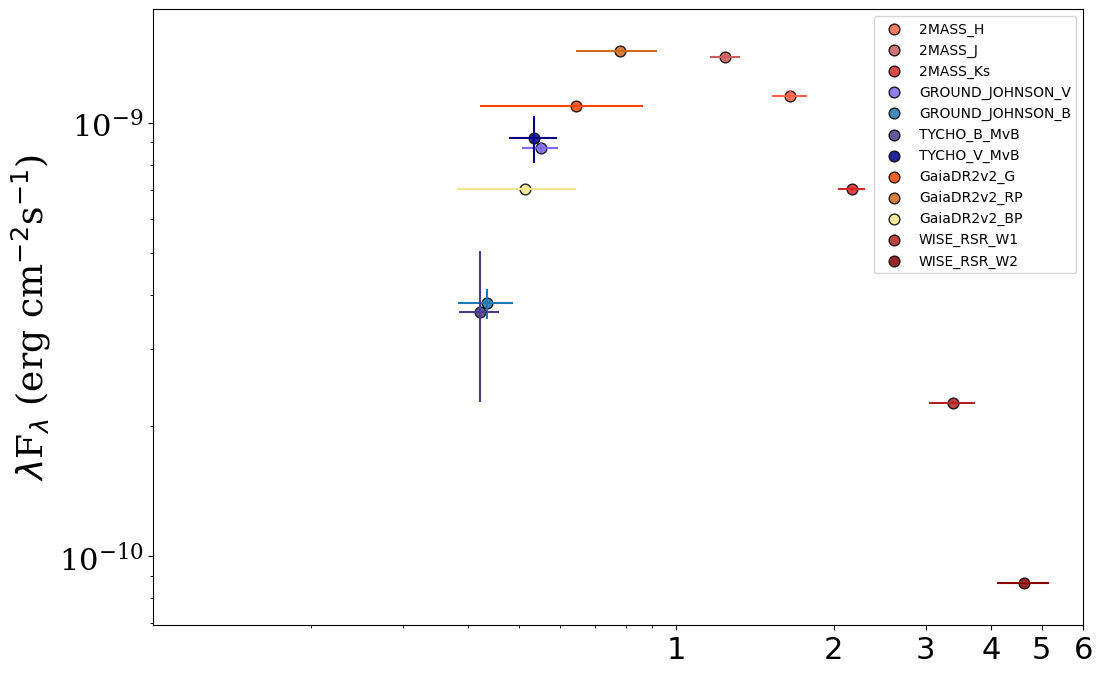 2MASS_H
2MASS_J
2MASS_Ks
GROUND_JOHNSON_V
GROUND_JOHNSON_B
TYCHO_B_MvB
TYCHO_V_MvB
GaiaDR2v2_G
GaiaDR2v2_RP
GaiaDR2v2_BP
WISE_RSR_W1
WISE_RSR_W2
10⁻⁹
10⁻¹⁰
λF_λ (erg cm⁻²s⁻¹)
1 2 3 4 5 6